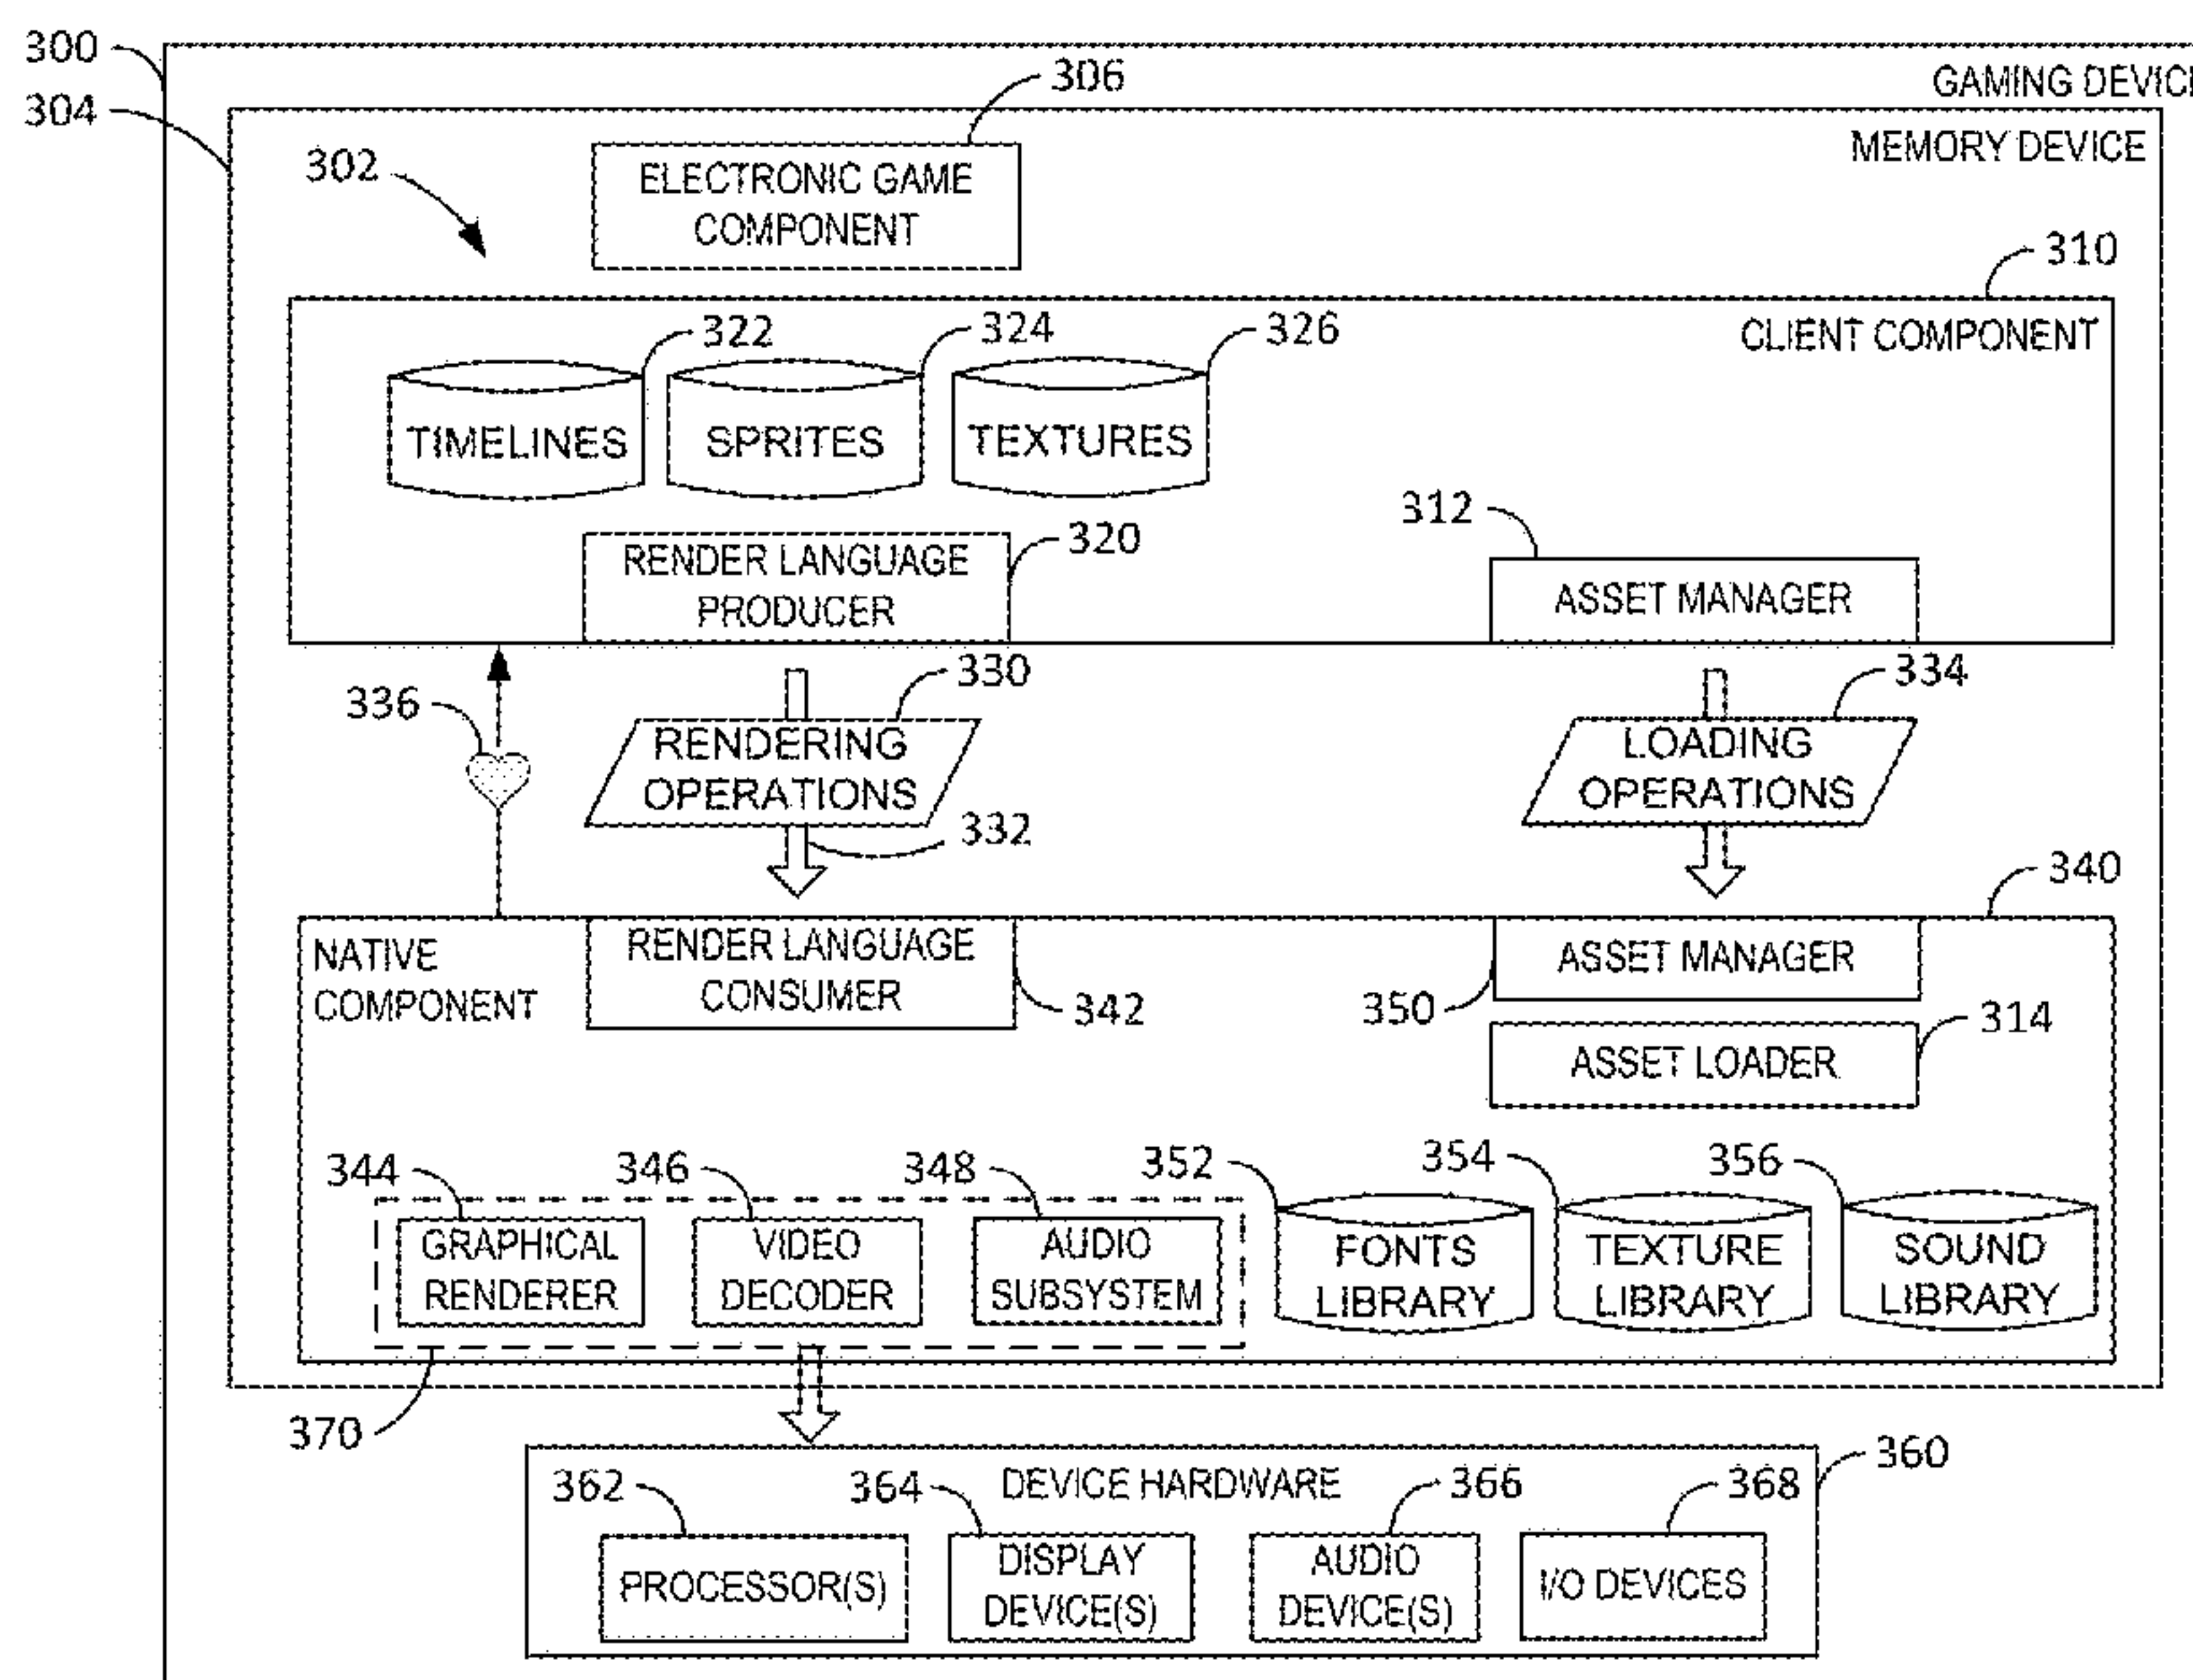 300
GAMING DEVIC
304
306
MEMORY DEVICE
302
ELECTRONIC GAME
COMPONENT
310
322
324
326
CLIENT COMPONENT
TIMELINES
SPRITES
TEXTURES
312
320
RENDER LANGUAGE
PRODUCER
ASSET MANAGER
330
334
336
RENDERING
OPERATIONS
LOADING
OPERATIONS
332
340
NATIVE
COMPONENT
RENDER LANGUAGE
CONSUMER
342
ASSET MANAGER
350
314
ASSET LOADER
344
346
348
352
354
356
GRAPHICAL
RENDERER
VIDEO
DECODER
AUDIO
SUBSYSTEM
FONTS
LIBRARY
TEXTURE
LIBRARY
SOUND
LIBRARY
370
360
DEVICE HARDWARE
362
364
366
368
PROCESSOR(S)
DISPLAY
DEVICE(S)
AUDIO
DEVICE(S)
I/O DEVICES